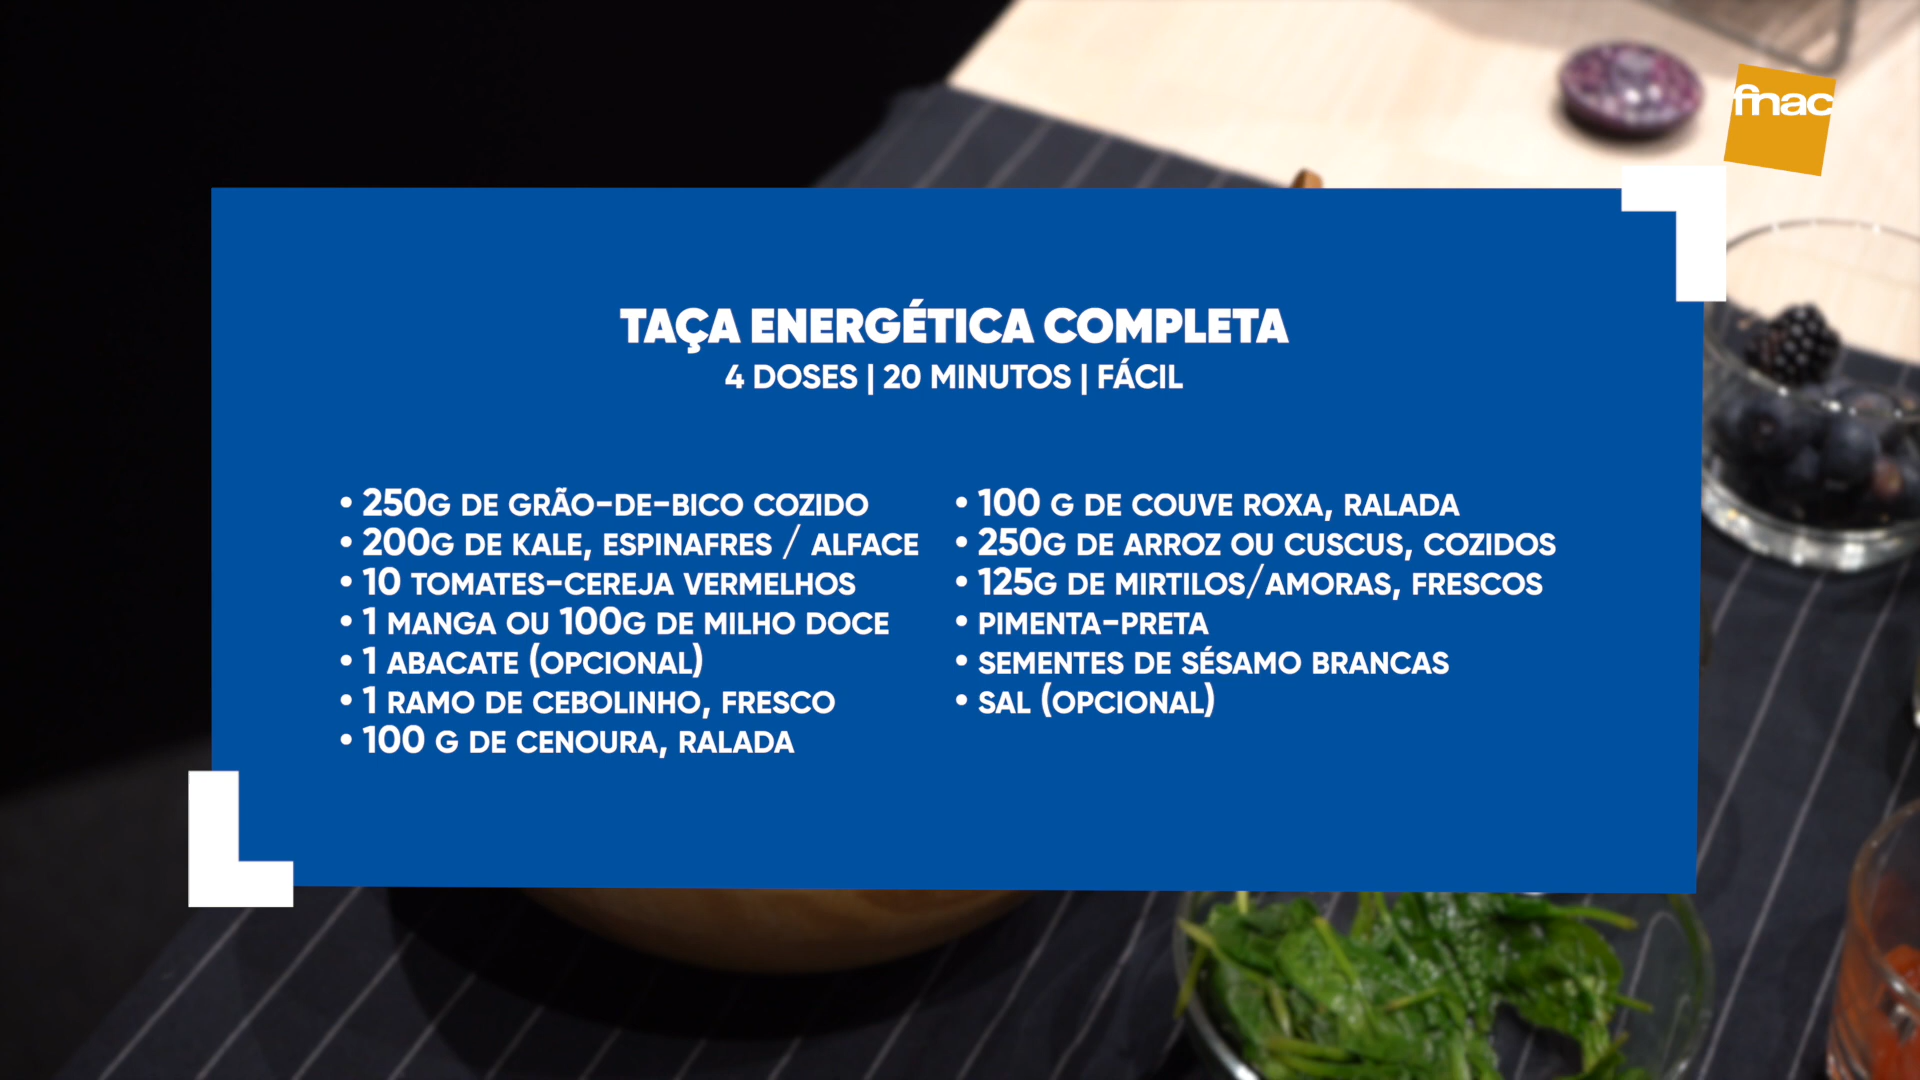 fnac
TAÇA ENERGÉTICA COMPLETA
4 DOSES | 20 MINUTOS | FÁCIL
• 250G DE GRÃO-DE-BICO COZIDO
• 200G DE KALE, ESPINAFRES / ALFACE
• 10 TOMATES-CEREJA VERMELHOS
• 1 MANGA OU 100G DE MILHO DOCE
• 1 ABACATE (OPCIONAL)
• 1 RAMO DE CEBOLINHO, FRESCO
• 100 G DE CENOURA, RALADA
• 100 G DE COUVE ROXA, RALADA
• 250G DE ARROZ OU CUSCUS, COZIDOS
• 125G DE MIRTILOS/AMORAS, FRESCOS
• PIMENTA-PRETA
• SEMENTES DE SÉSAMO BRANCAS
• SAL (OPCIONAL)